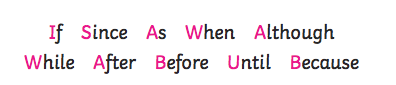 If Since As When Although
While After Before Until Because